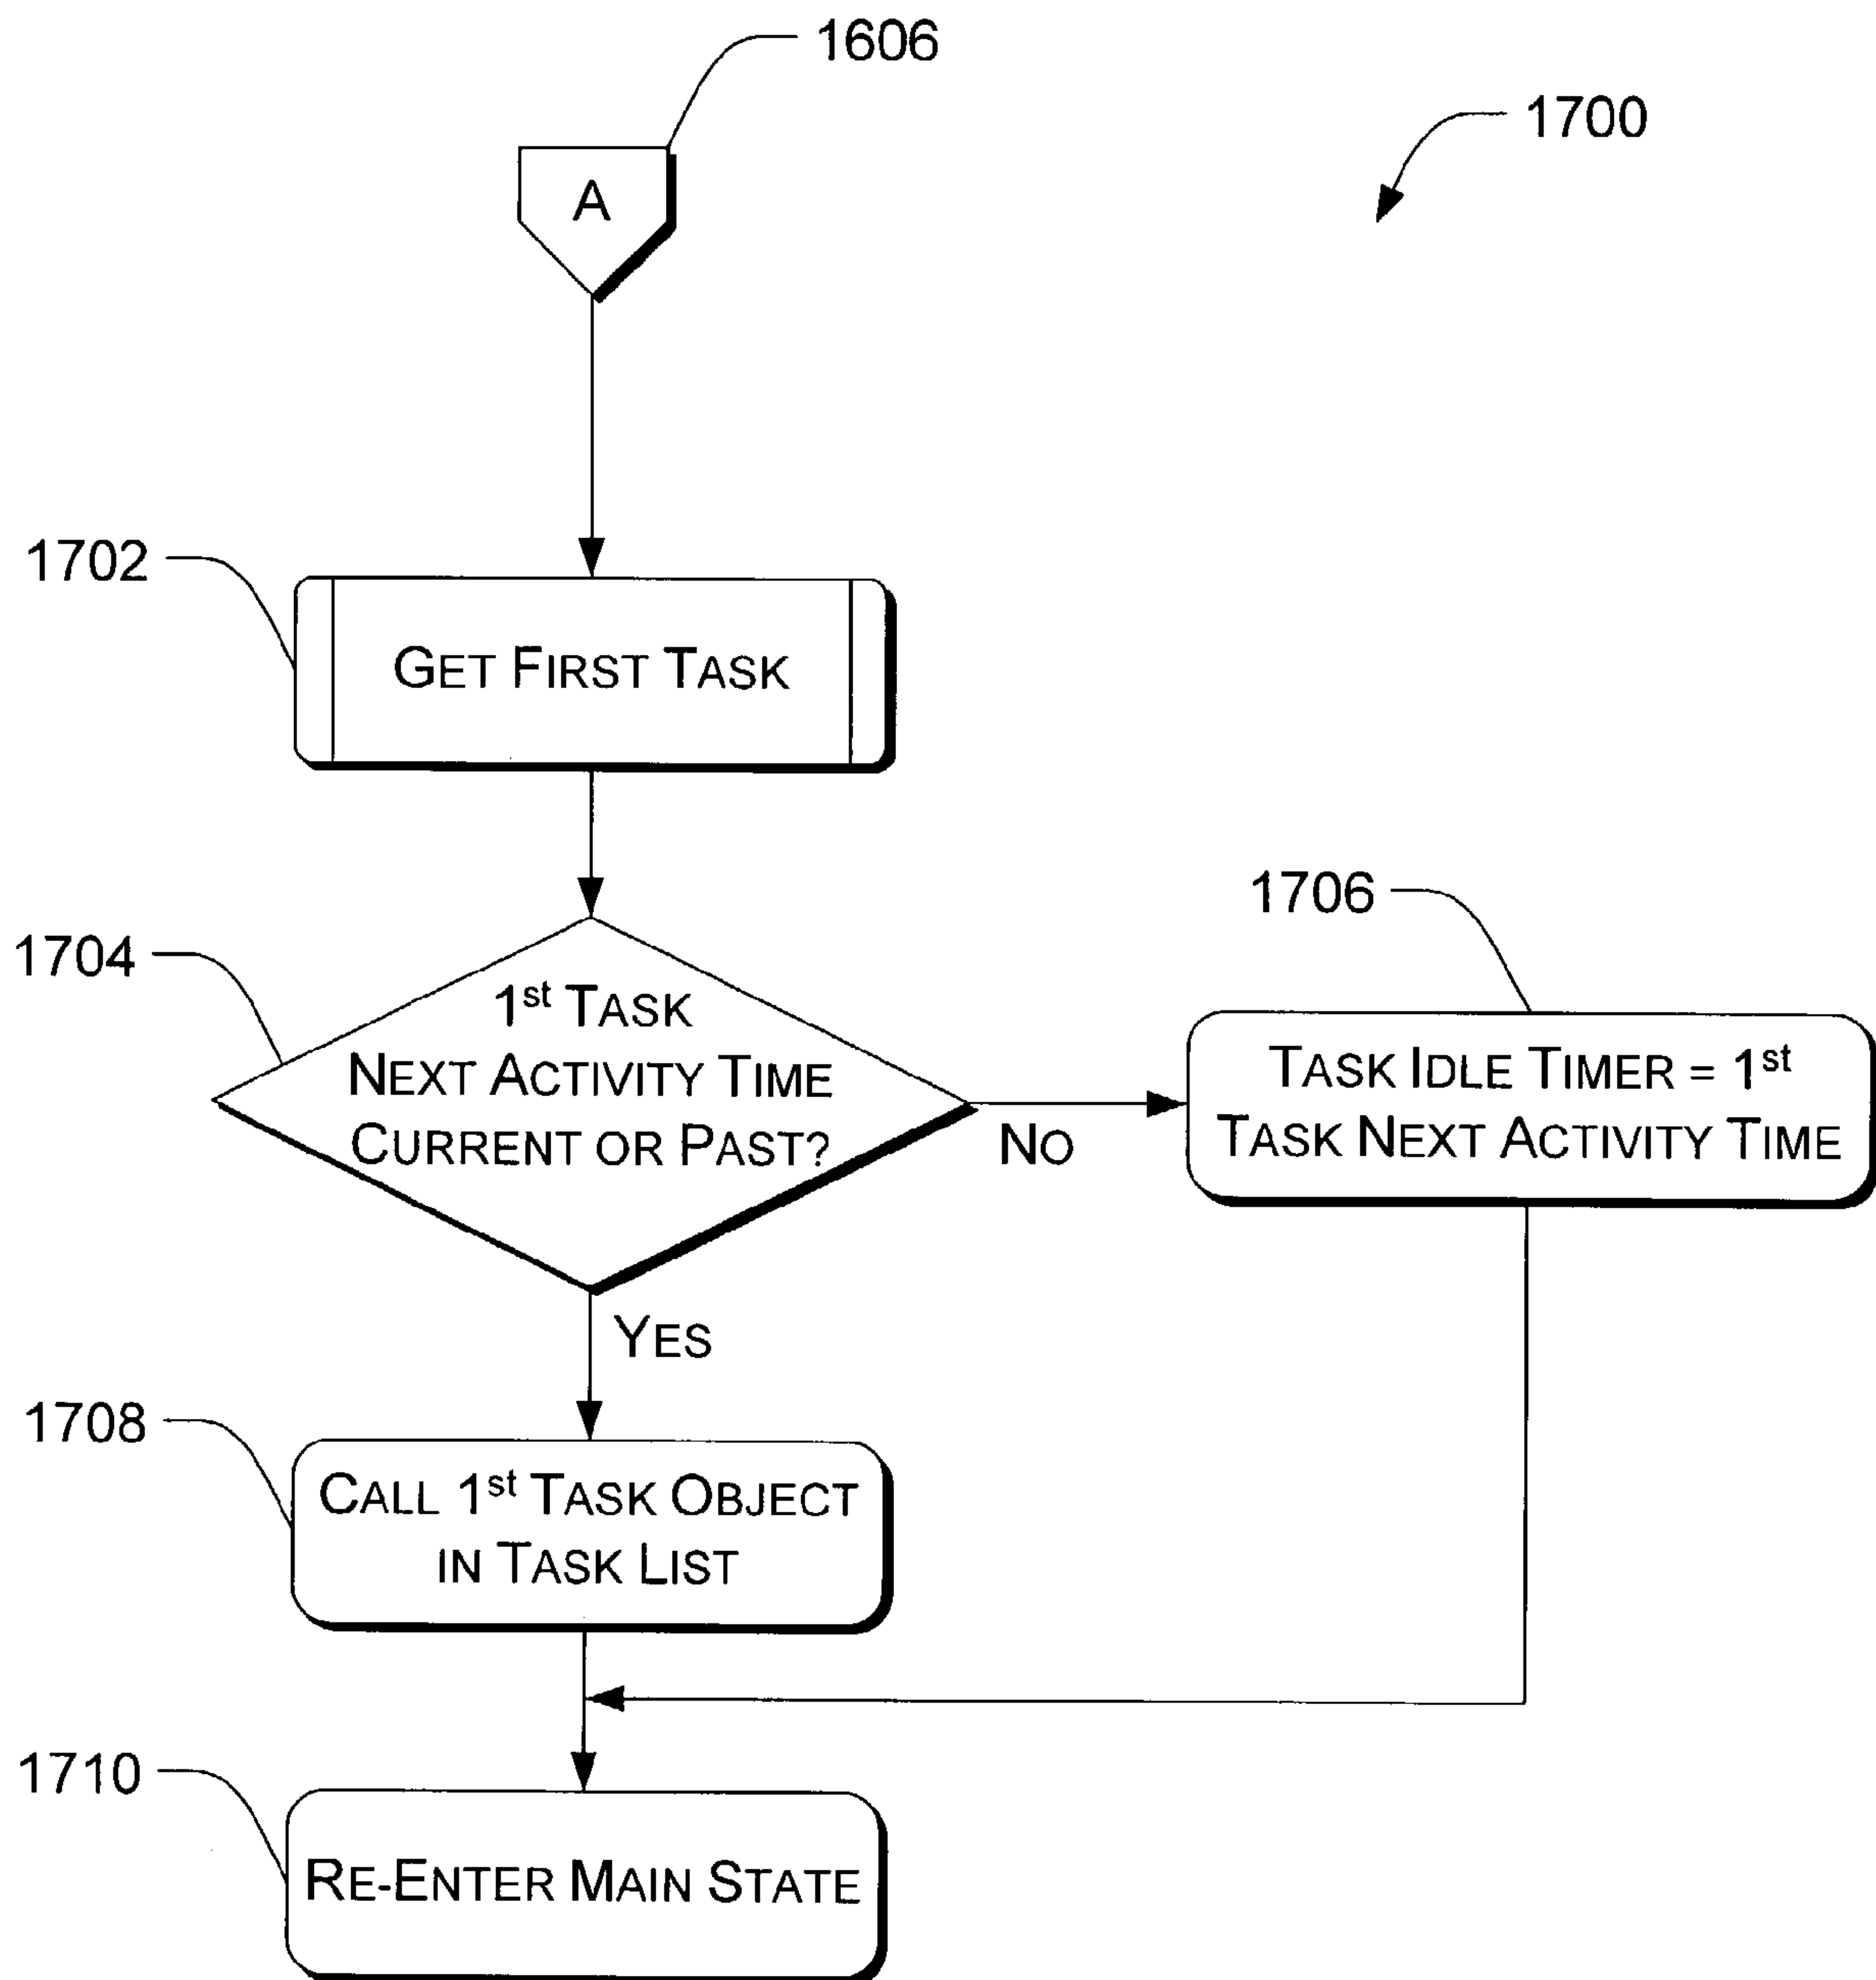 1606
1700
A
1702
GET FIRST TASK
1704
1st TASK
NEXT ACTIVITY TIME
CURRENT OR PAST?
NO
1706
TASK IDLE TIMER = 1st
TASK NEXT ACTIVITY TIME
YES
1708
CALL 1st TASK OBJECT
IN TASK LIST
1710
RE-ENTER MAIN STATE